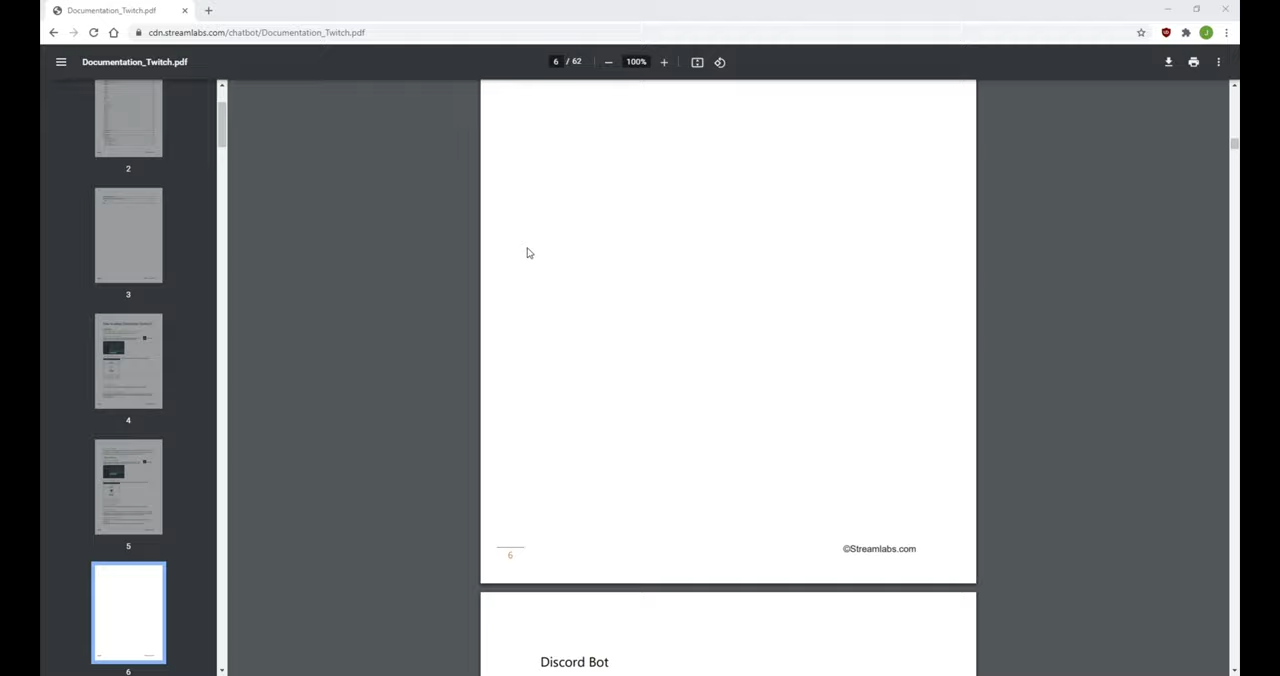 Documentation_Twitch.pdf
cdn.streamlabs.com/chatbot/Documentation_Twitch.pdf
Documentation_Twitch.pdf
6 / 62
100%
2
3
4
5
6
6
©Streamlabs.com
Discord Bot